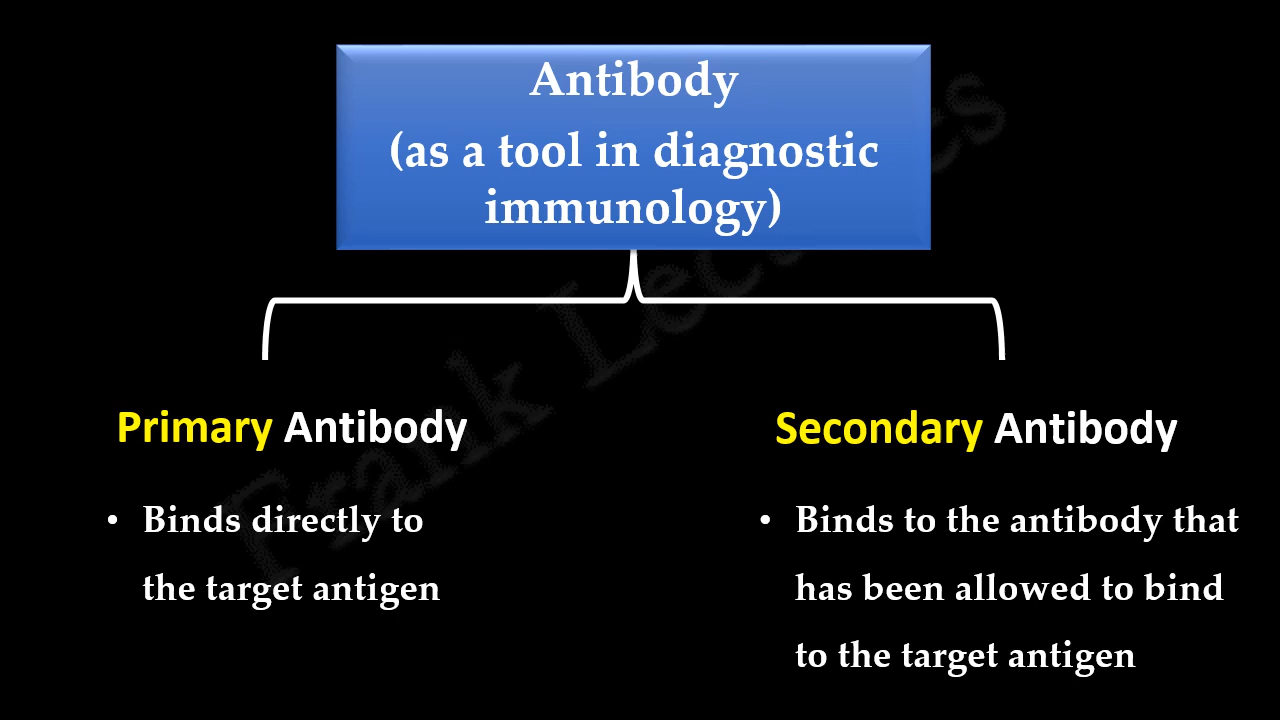 Antibody
(as a tool in diagnostic
immunology)
Primary Antibody
• Binds directly to
the target antigen
Secondary Antibody
• Binds to the antibody that
has been allowed to bind
to the target antigen